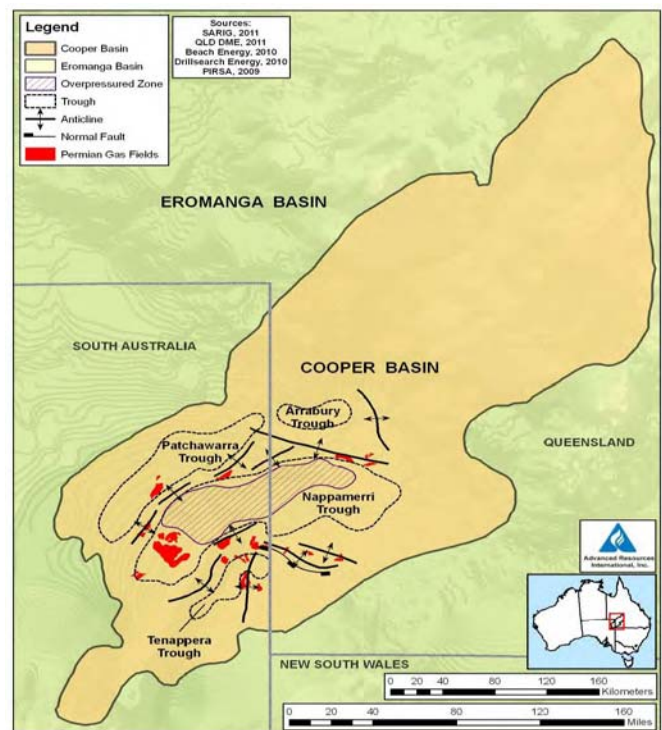 Legend
Cooper Basin
Eromanga Basin
Overpressured Zone
Trough
Anticline
Normal Fault
Permian Gas Fields
Sources:
SARIG, 2011
QLD DME, 2011
Beach Energy, 2010
Drillsearch Energy, 2010
PIRSA, 2009
EROMANGA BASIN
SOUTH AUSTRALIA
COOPER BASIN
Arrabury
Trough
Patchawarra
Trough
QUEENSLAND
Nappamerri
Trough
Advanced Resources
International, Inc.
Tenappera
Trough
NEW SOUTH WALES
0 20 40 80 120 160
Kilometers
0 20 40 80 120 160
Miles